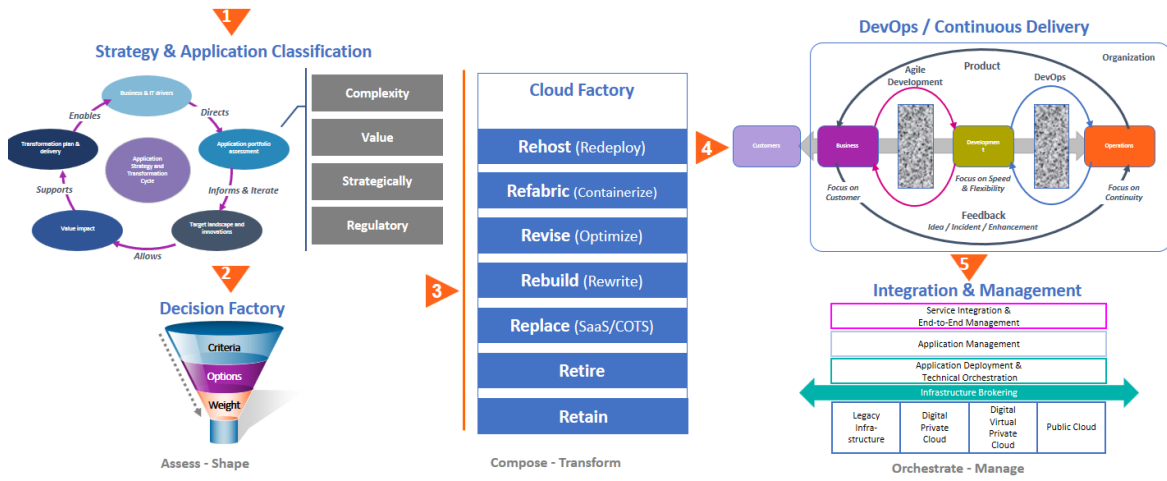 1
Strategy & Application Classification
Business & IT drivers
Enables
Directs
Transformation plan &
delivery
Application portfolio
assessment
Application
Strategy and
Transformation
Cycle
Supports
Informs & Iterate
Value impact
Target landscape and
innovations
Allows
Complexity
Value
Strategically
Regulatory
2
Decision Factory
Criteria
Options
Weight
Assess - Shape
3
Cloud Factory
Rehost (Redeploy)
Refabric (Containerize)
Revise (Optimize)
Rebuild (Rewrite)
Replace (SaaS/COTS)
Retire
Retain
Compose - Transform
4
DevOps / Continuous Delivery
Organization
Product
Agile
Development
DevOps
Customers
Business
Developmen
t
Operations
Focus on
Customer
Focus on Speed
& Flexibility
Focus on
Continuity
Feedback
Idea / Incident / Enhancement
5
Integration & Management
Service Integration &
End-to-End Management
Application Management
Application Deployment &
Technical Orchestration
Infrastructure Brokering
Legacy
Infra-
structure
Digital
Private
Cloud
Digital
Virtual
Private
Cloud
Public Cloud
Orchestrate - Manage